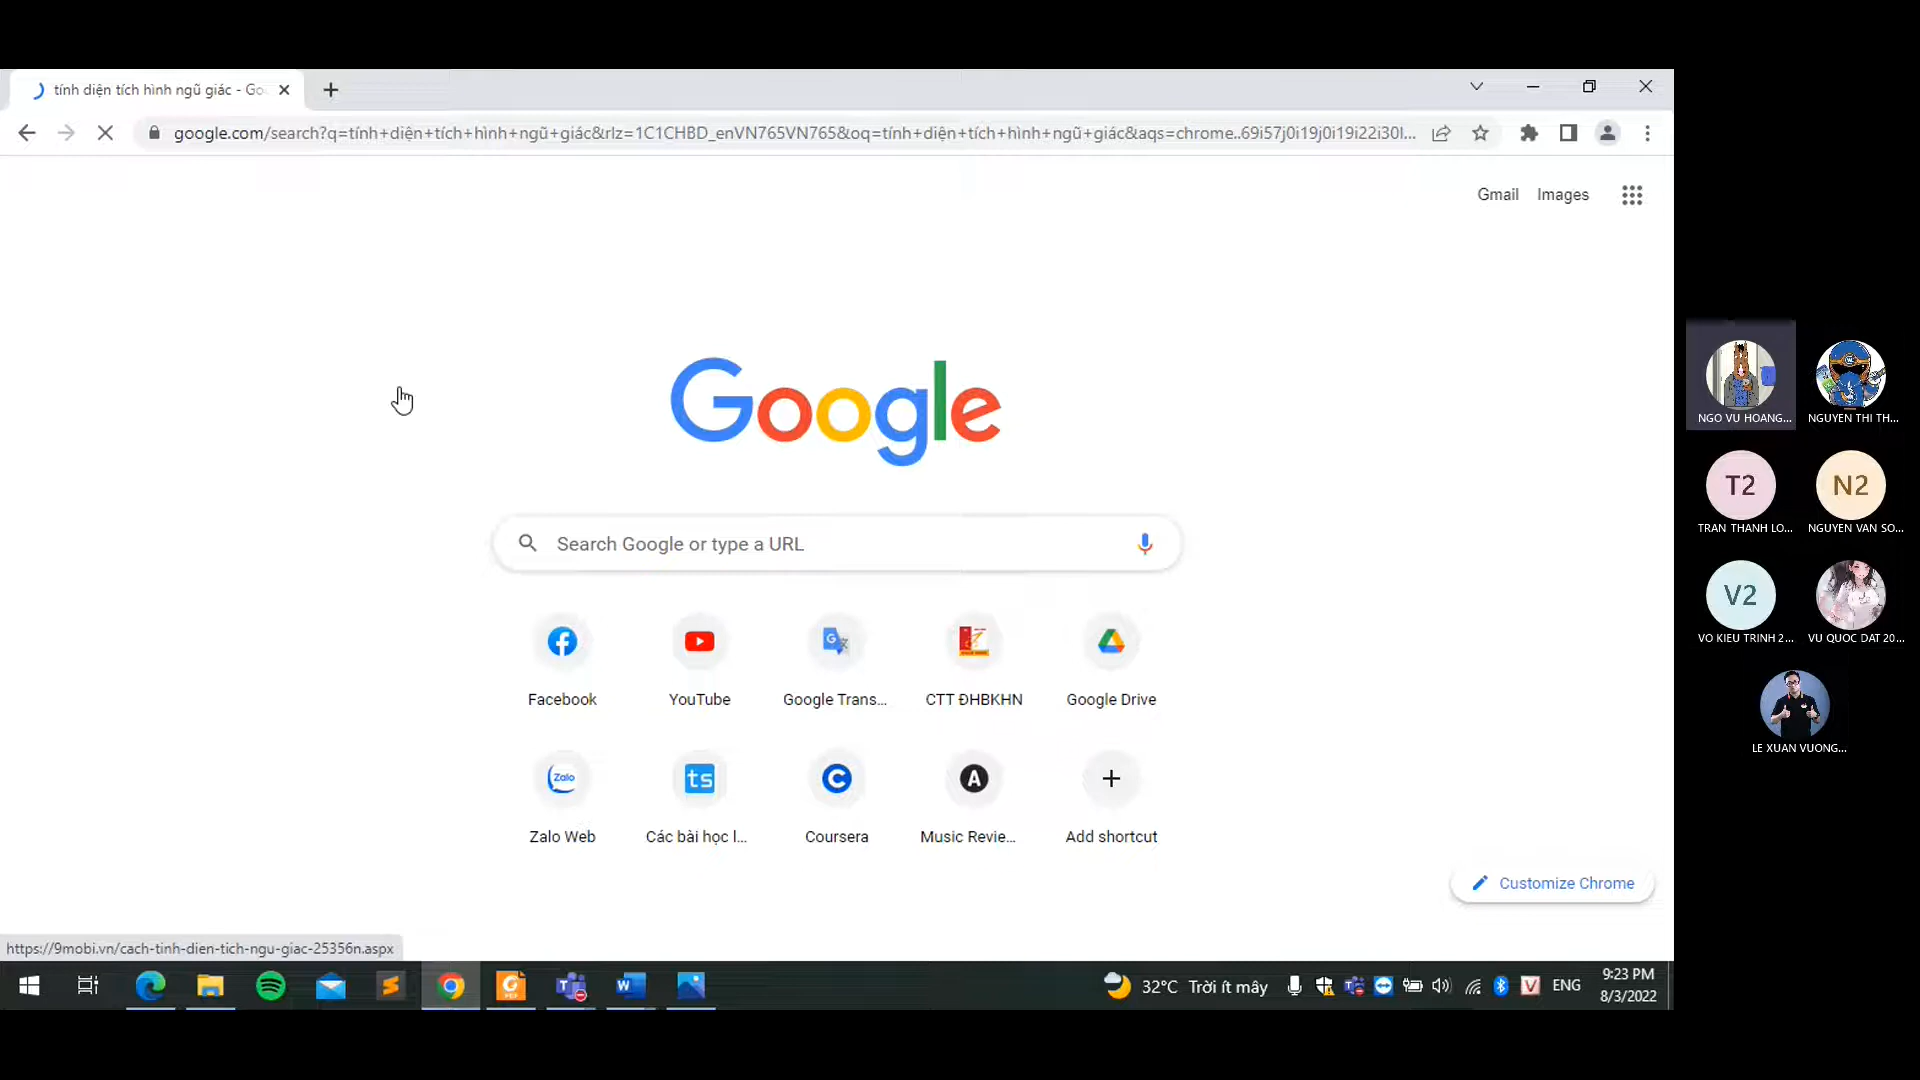 tính diện tích hình ngũ giác - Go
google.com/search?q=tính+diện+tích+hình+ngũ+giác&rlz=1C1CHBD_enVN765VN765&oq=tính+diện+tích+hình+ngũ+giác&aqs=chrome..69i57j0i19j0i19i22i30l...
Gmail Images
Google
Search Google or type a URL
Facebook YouTube Google Trans... CTT ĐHBKHN Google Drive
Zalo
ts
A
Zalo Web Các bài học l... Coursera Music Revie... Add shortcut
Customize Chrome
https://9mobi.vn/cach-tinh-dien-tich-ngu-giac-25356n.aspx
32°C Trời ít mây ENG 9:23 PM
8/3/2022
NGO VU HOANG... NGUYEN THI TH...
T2 N2
TRAN THANH LO... NGUYEN VAN SO...
V2
VO KIEU TRINH 2... VU QUOC DAT 20...
LE XUAN VUONG...